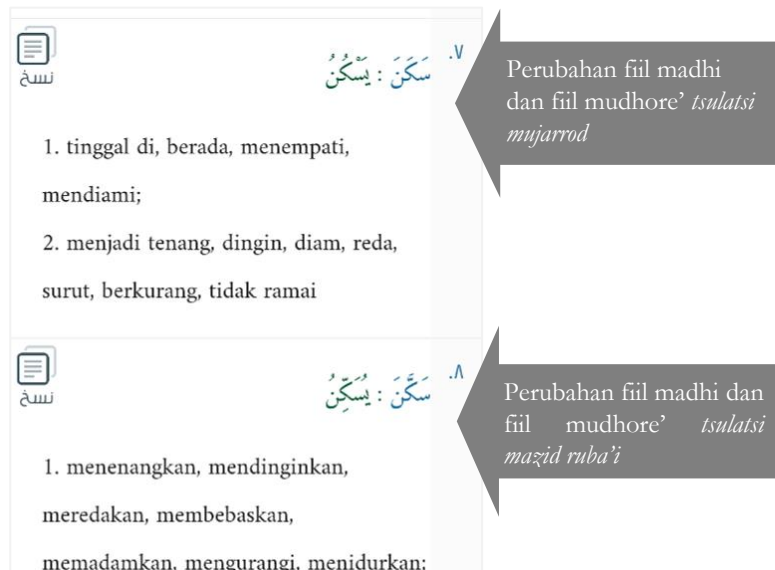 ٧. سَكَنَ : يَسْكُنُ
نسخ
1. tinggal di, berada, menempati,
mendiami;
2. menjadi tenang, dingin, diam, reda,
surut, berkurang, tidak ramai
Perubahan fiil madhi
dan fiil mudhore’ tsulatsi
mujarrod
٨. سَكَّنَ : يُسَكِّنُ
نسخ
1. menenangkan, mendinginkan,
meredakan, membebaskan,
memadamkan, mengurangi, menidurkan;
Perubahan fiil madhi dan
fiil mudhore’ tsulatsi
mazid ruba’i